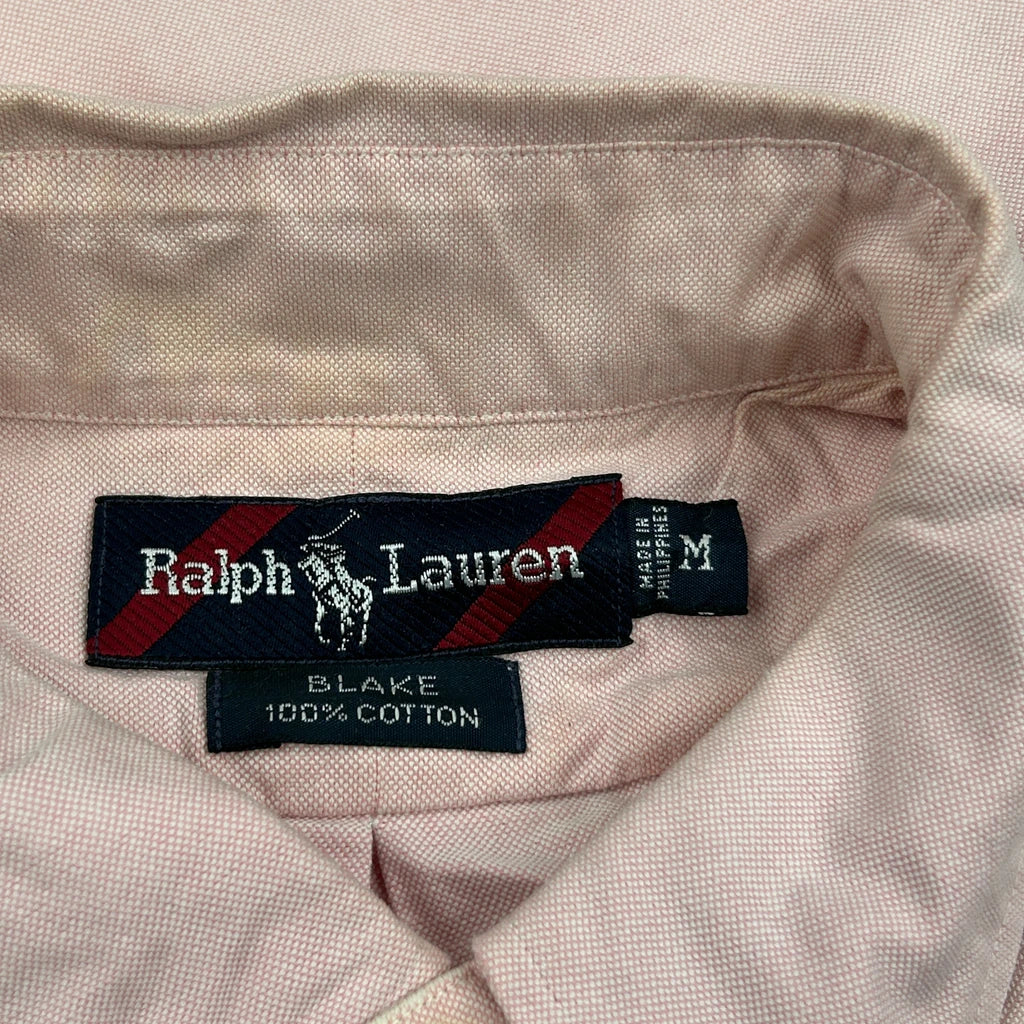 Ralph Lauren
MADE IN
PHILIPPINES
M
BLAKE
100% COTTON